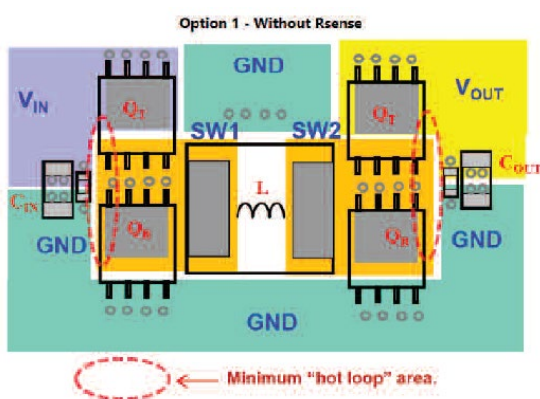 Option 1 - Without Rsense
GND
VIN
VOUT
QT
QT
SW1
SW2
COUT
L
CIN
QB
QB
GND
GND
GND
Minimum "hot loop" area.